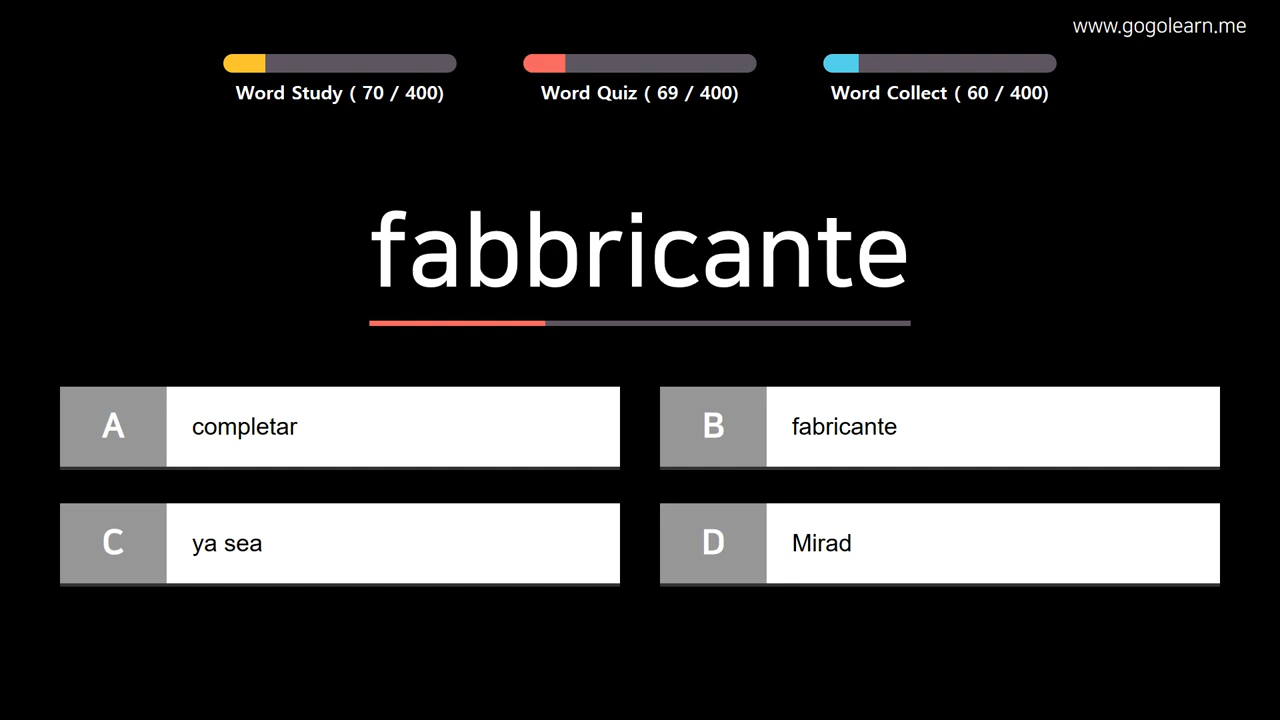 www.gogolearn.me
Word Study ( 70 / 400)
Word Quiz ( 69 / 400)
Word Collect ( 60 / 400)
fabbricante
A completar
B fabricante
C ya sea
D Mirad